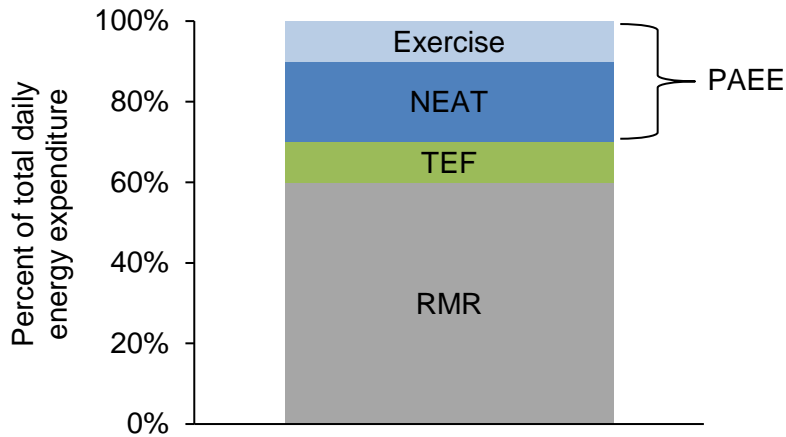 Percent of total daily
energy expenditure
100%
80%
60%
40%
20%
0%
Exercise
NEAT
TEF
RMR
PAEE